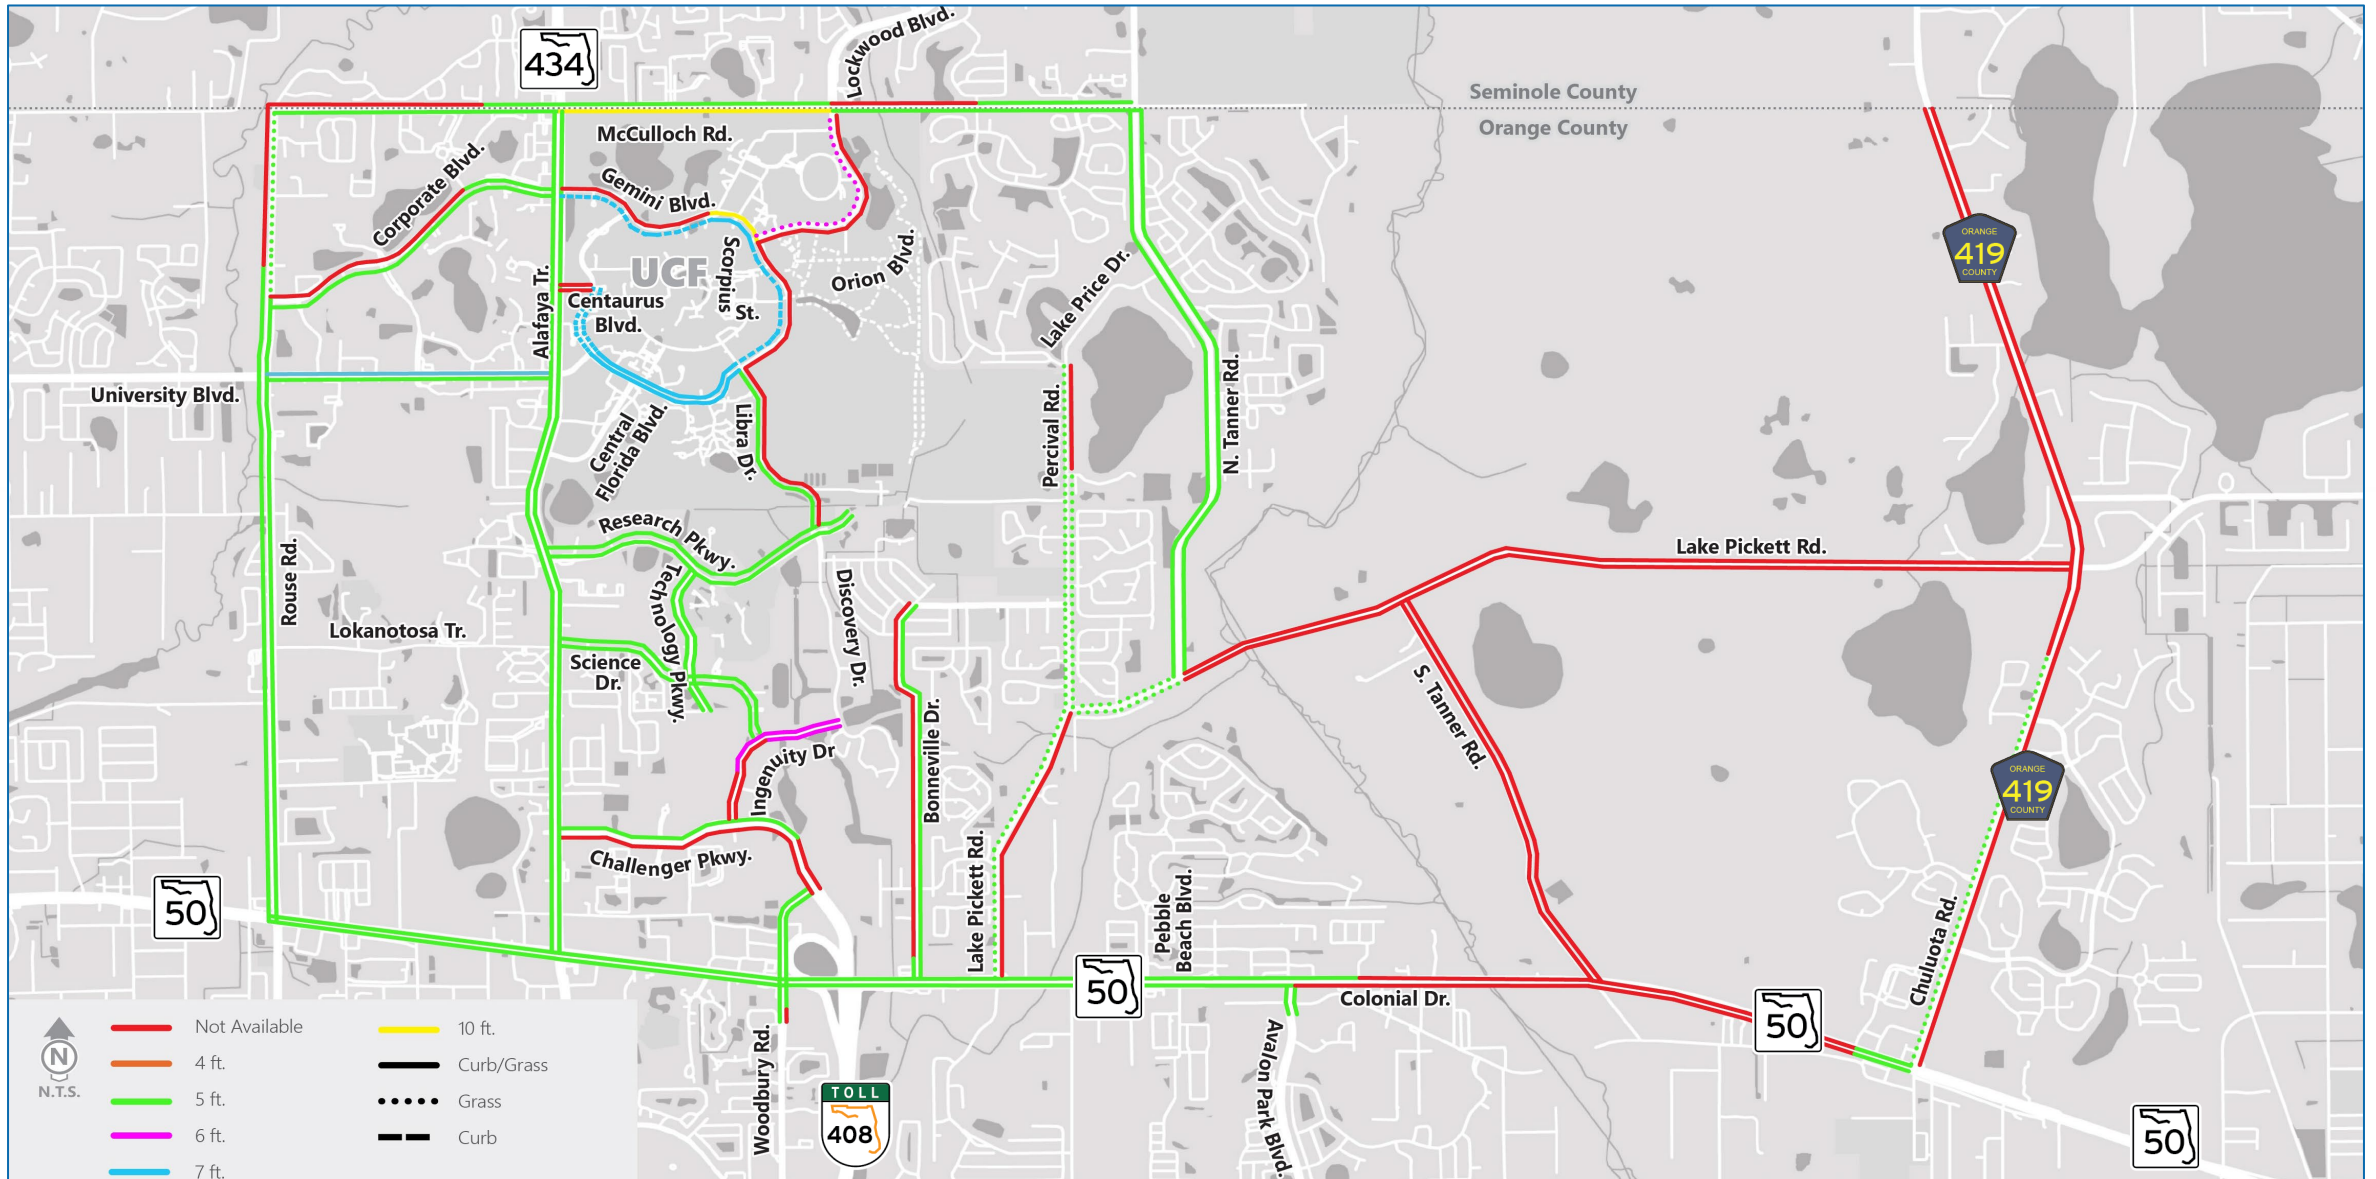 Lockwood Blvd.
434
Seminole County
Orange County
McCulloch Rd.
Corporate Blvd.
Gemini Blvd.
ORANGE
419
COUNTY
UCF
Scorpius
St.
Orion Blvd.
Lake Price Dr.
Alafaya Tr.
Centaurus
Blvd.
University Blvd.
Central
Florida Blvd.
Libra Dr.
Percival Rd.
N. Tanner Rd.
Research Pkwy.
Lake Pickett Rd.
Rouse Rd.
Technology Pkwy.
Discovery Dr.
Lokanotosa Tr.
Science
Dr.
S. Tanner Rd.
Ingenuity Dr
Bonneville Dr.
ORANGE
419
COUNTY
Challenger Pkwy.
Lake Pickett Rd.
Pebble
Beach Blvd.
50
Chuluota Rd.
50
Colonial Dr.
50
Woodbury Rd.
Avalon Park Blvd.
TOLL
408
50
N
N.T.S.
Not Available
4 ft.
5 ft.
6 ft.
7 ft.
10 ft.
Curb/Grass
Grass
Curb